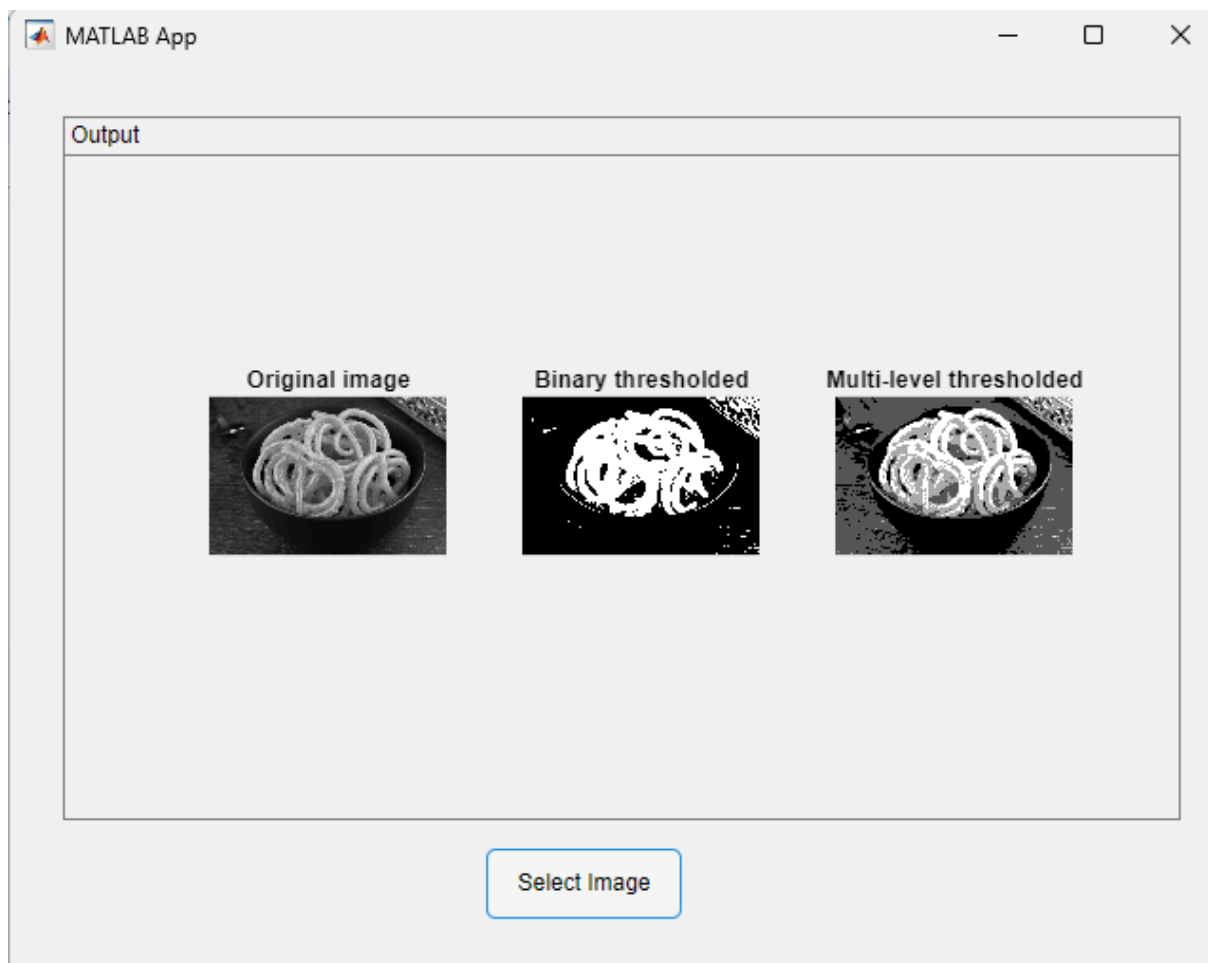 MATLAB App
Output
Original image
Binary thresholded
Multi-level thresholded
Select Image